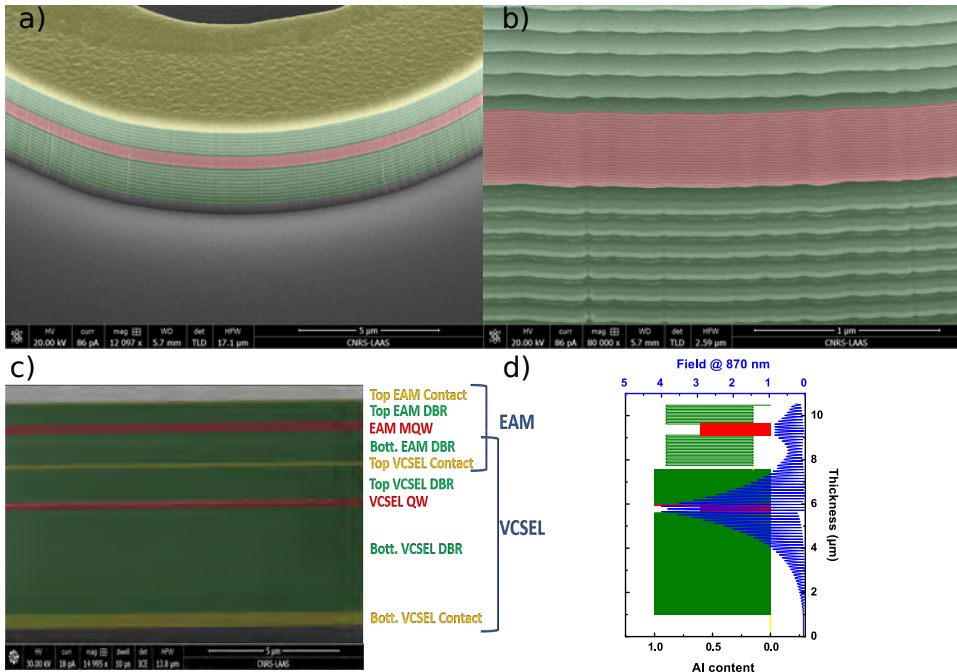 a)
b)
HV curr mag WD det HFW 5 µm
20.00 kV 86 pA 12 097 x 5.7 mm TLD 17.1 µm CNRS-LAAS
HV curr mag WD det HFW 1 µm
20.00 kV 86 pA 80 000 x 5.7 mm TLD 2.59 µm CNRS-LAAS
c)
Top EAM Contact
Top EAM DBR
EAM MQW
Bott. EAM DBR
Top VCSEL Contact
Top VCSEL DBR
VCSEL QW
Bott. VCSEL DBR
Bott. VCSEL Contact
EAM
VCSEL
HV curr mag dwell det HFW 5 µm
30.00 kV 18 pA 14 995 x 10 µs ICE 13.8 µm CNRS-LAAS
d)
Field @ 870 nm
5 4 3 2 1 0
10
8
6
4
2
0
Thickness (µm)
1.0 0.5 0.0
Al content